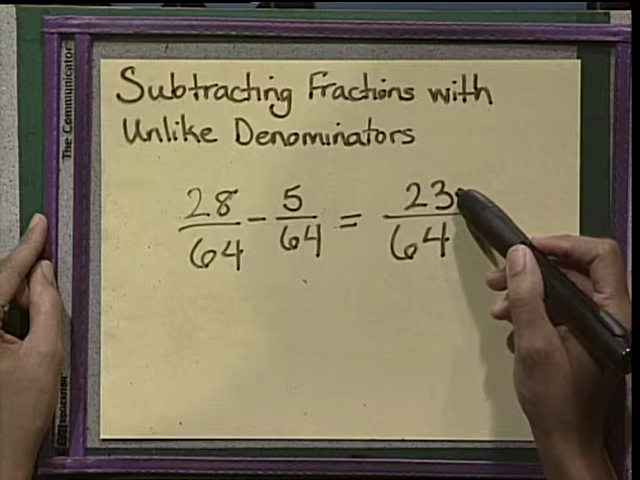 The Communicator
Subtracting Fractions with
Unlike Denominators
28/64 - 5/64 = 23/64